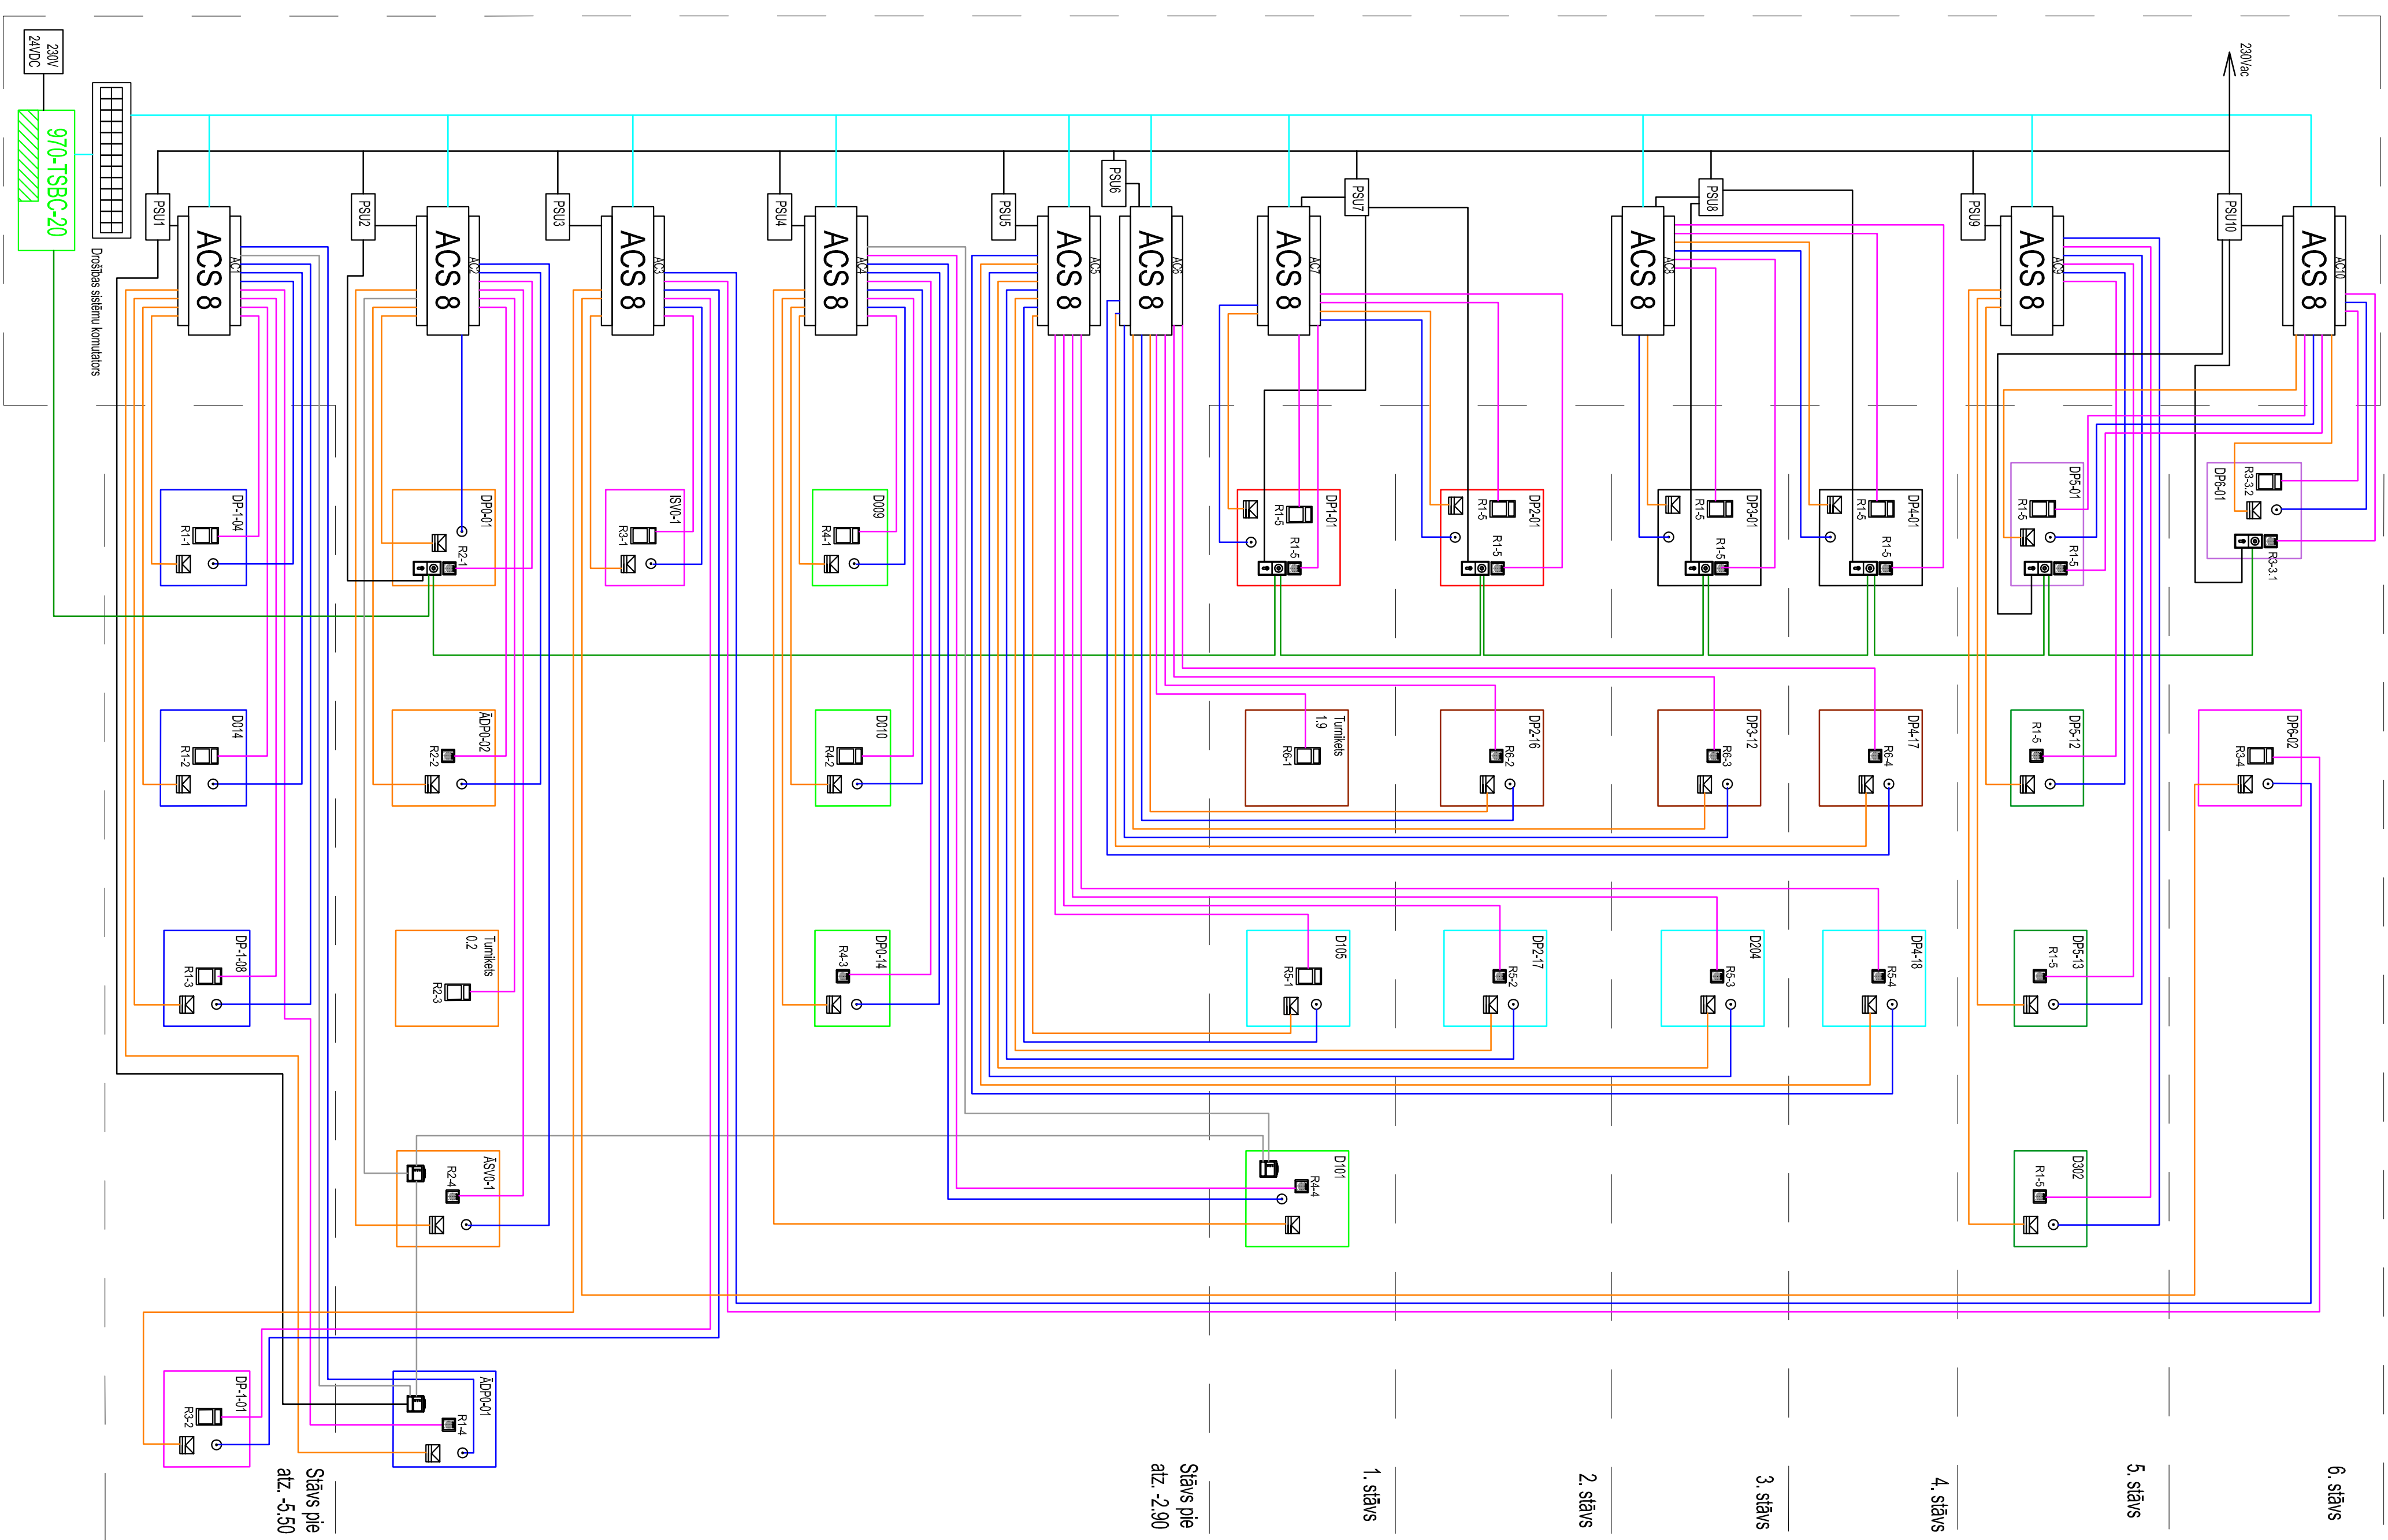 230Vac
230V
24VDC
970-TSBC-20
Drošības sistēmu komutators
PSU1
PSU2
PSU3
PSU4
PSU5
PSU6
PSU7
PSU8
PSU9
PSU10
AC1
ACS 8
AC2
ACS 8
AC3
ACS 8
AC4
ACS 8
AC5
ACS 8
AC6
ACS 8
AC7
ACS 8
AC8
ACS 8
AC9
ACS 8
AC10
ACS 8
DP-1-04
R1-1
DP0-01
R2-1
ISV0-1
R3-1
D009
R4-1
DP1-01
R1-5
R1-5
DP2-01
R1-5
R1-5
DP3-01
R1-5
R1-5
DP4-01
R1-5
R1-5
DP5-01
R1-5
R1-5
DP6-01
R3-3.2
R3-3.1
D014
R1-2
ĀDP0-02
R2-2
D010
R4-2
Turnikets
1.9
R6-1
DP2-16
R6-2
DP3-12
R6-3
DP4-17
R6-4
DP5-12
R1-5
DP6-02
R3-4
DP-1-08
R1-3
Turnikets
0.2
R2-3
DP0-14
R4-3
D105
R5-1
DP2-17
R5-2
D204
R5-3
DP4-18
R5-4
DP5-13
R1-5
ĀSV0-1
R2-4
D101
R4-4
D302
R1-5
DP-1-01
R3-2
ĀDP0-01
R1-4
Stāvs pie
atz. -5.50
Stāvs pie
atz. -2.90
1. stāvs
2. stāvs
3. stāvs
4. stāvs
5. stāvs
6. stāvs